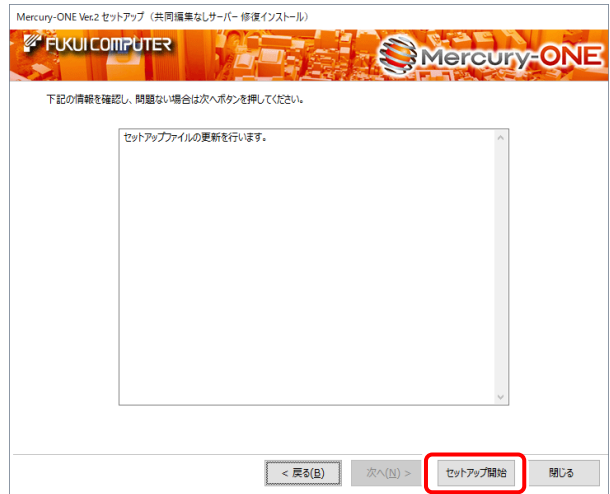 Mercury-ONE Ver.2 セットアップ（共同編集なしサーバー 修復インストール）
FUKUI COMPUTER
Mercury-ONE
下記の情報を確認し、問題ない場合は次へボタンを押してください。
セットアップファイルの更新を行います。
< 戻る(B)
次へ(N) >
セットアップ開始
閉じる